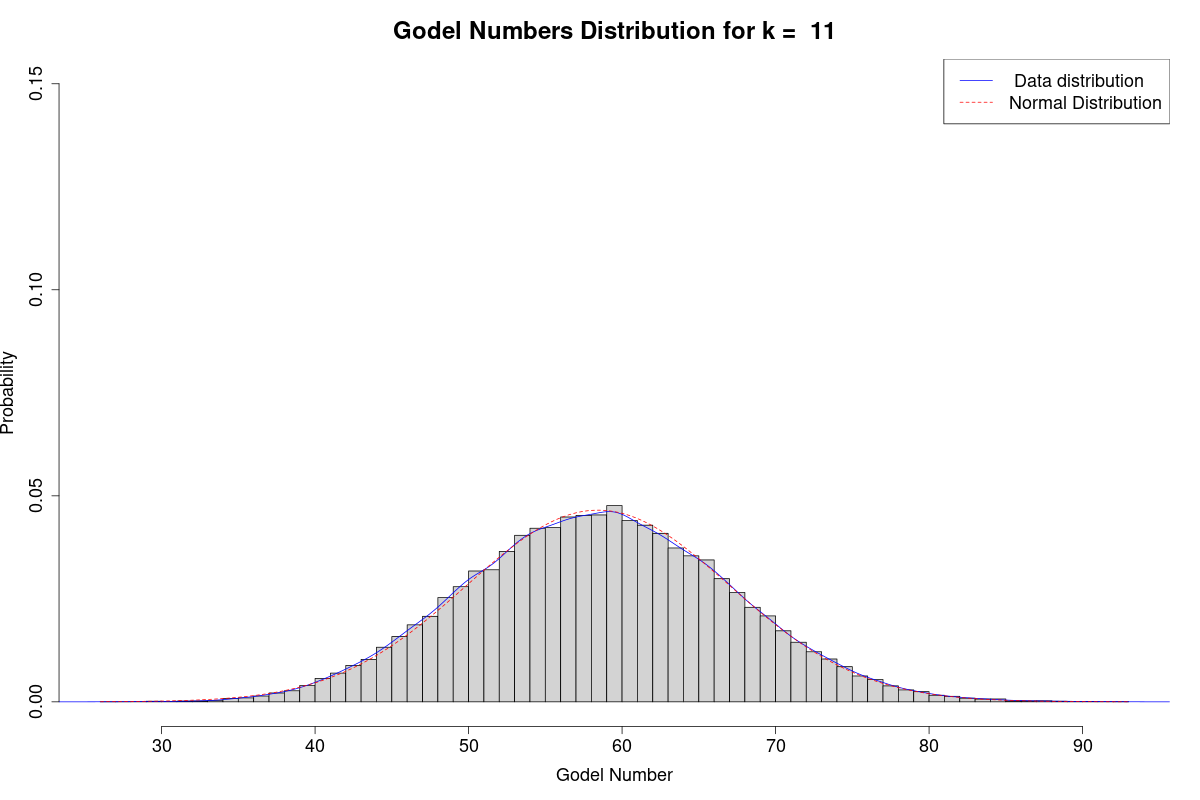 Godel Numbers Distribution for k =  11
Data distribution
Normal Distribution
0.15
0.10
0.05
0.00
Probability
30 40 50 60 70 80 90
Godel Number